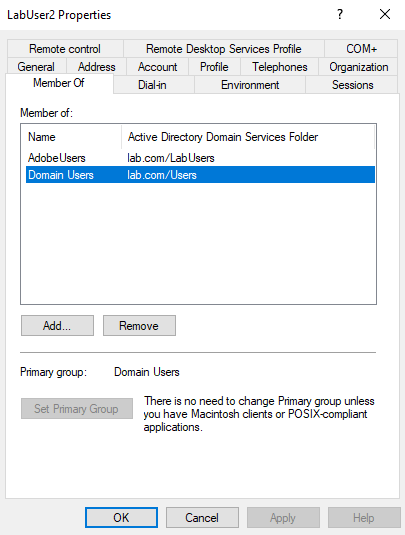 LabUser2 Properties
?
Remote control Remote Desktop Services Profile COM+
General Address Account Profile Telephones Organization
Member Of Dial-in Environment Sessions
Member of:
Name Active Directory Domain Services Folder
AdobeUsers lab.com/LabUsers
Domain Users lab.com/Users
Add... Remove
Primary group: Domain Users
Set Primary Group
There is no need to change Primary group unless
you have Macintosh clients or POSIX-compliant
applications.
OK Cancel Apply Help